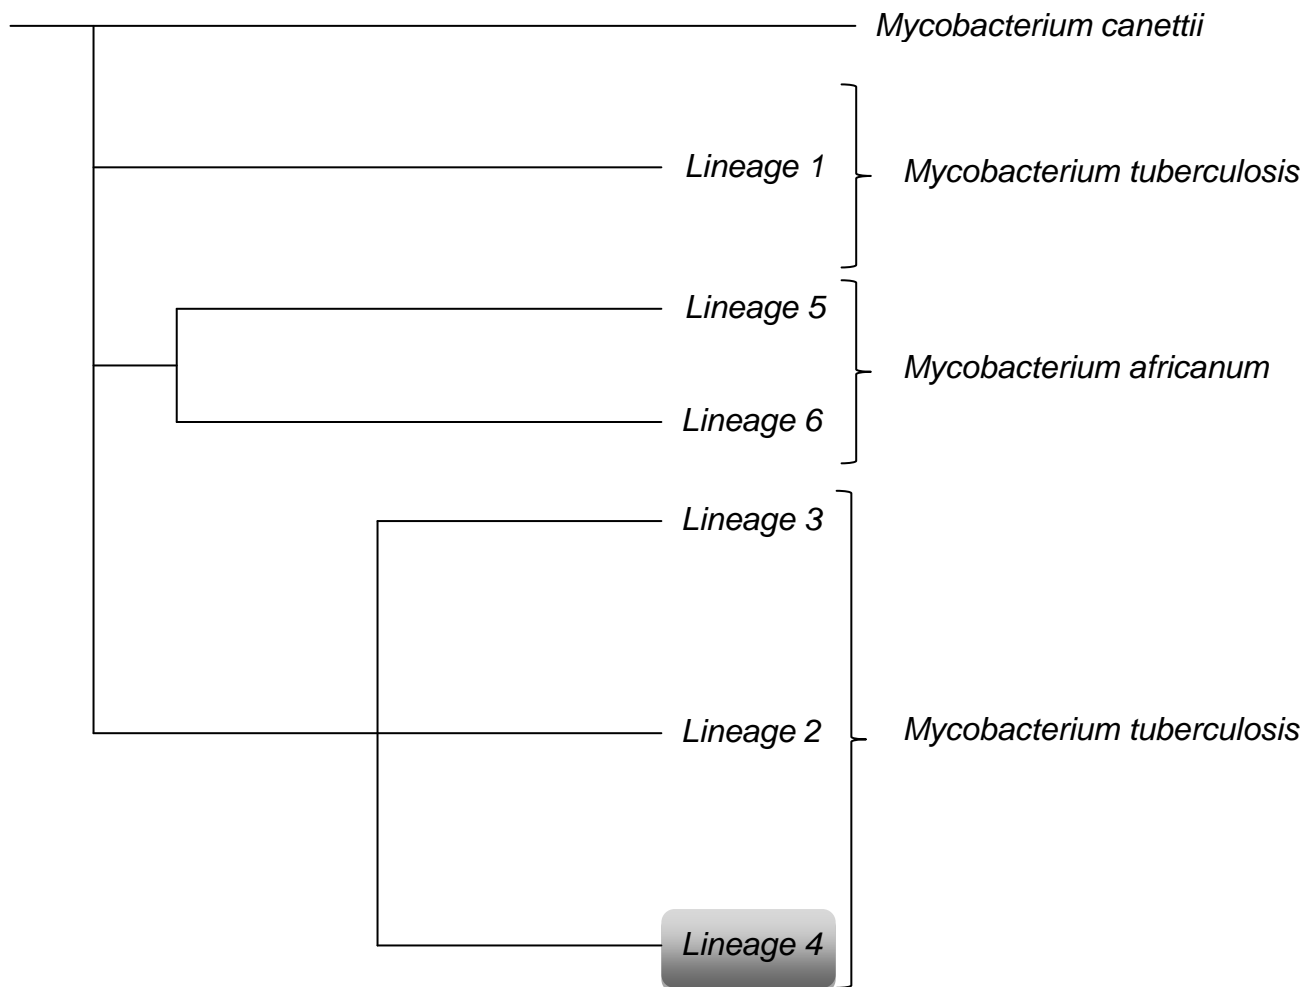 Mycobacterium canettii
Lineage 1
Mycobacterium tuberculosis
Lineage 5
Mycobacterium africanum
Lineage 6
Lineage 3
Lineage 2
Mycobacterium tuberculosis
Lineage 4